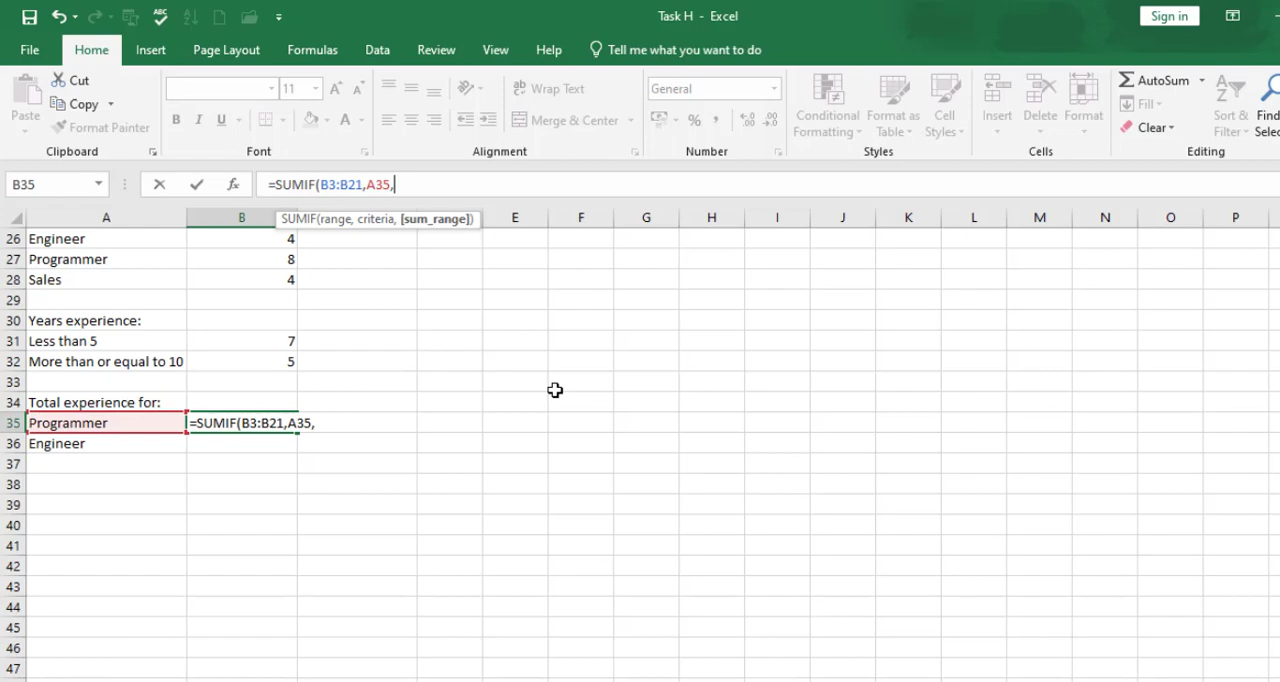 ABC
Task H - Excel
Sign in
File Home Insert Page Layout Formulas Data Review View Help Tell me what you want to do
Paste
Cut
Copy
Format Painter
Clipboard
11
A A
B I U A
Font
ab Wrap Text
Merge & Center
Alignment
General
% ,
Number
Conditional Formatting
Format as Table
Cell Styles
Styles
Insert Delete Format
Cells
AutoSum
Fill
Clear
Sort & Filter
Find
Selec
Editing
B35 fx =SUMIF(B3:B21,A35,
SUMIF(range, criteria, [sum_range])
A B E F G H I J K L M N O P
26 Engineer 4
27 Programmer 8
28 Sales 4
29
30 Years experience:
31 Less than 5 7
32 More than or equal to 10 5
33
34 Total experience for:
35 Programmer =SUMIF(B3:B21,A35,
36 Engineer
37
38
39
40
41
42
43
44
45
46
47